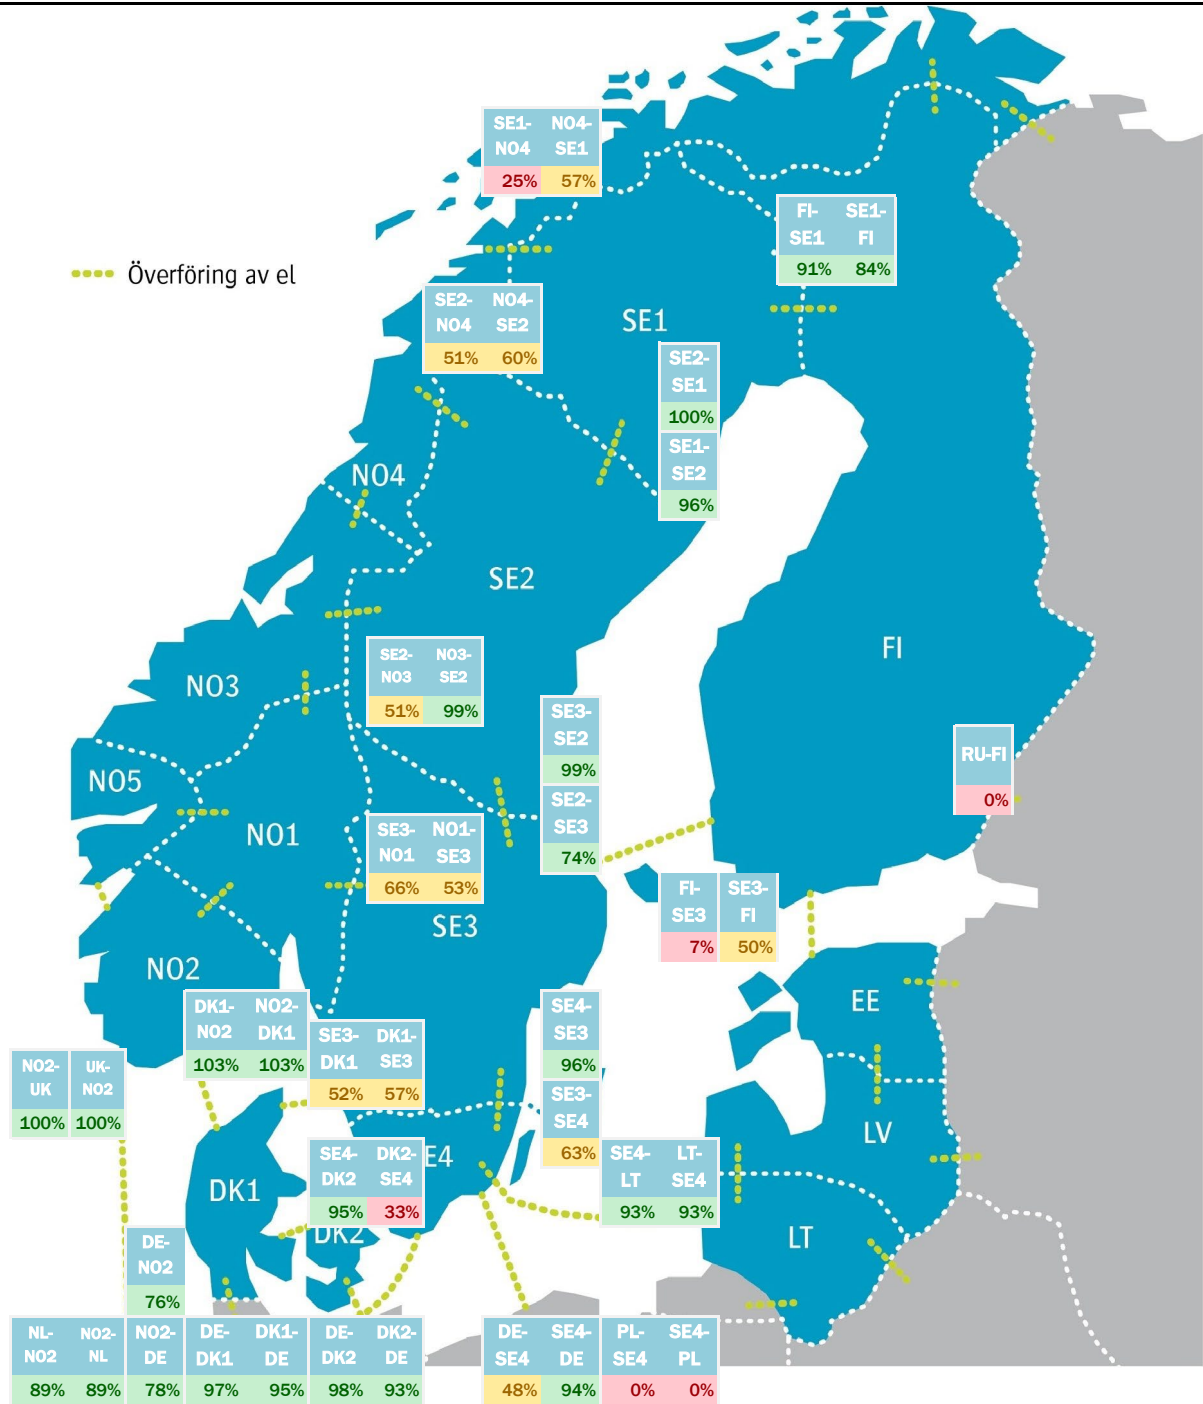 SE1- NO4-
NO4 SE1
25% 57%
FI- SE1-
SE1 FI
91% 84%
Överföring av el
SE2- NO4-
NO4 SE2
51% 60%
SE1
SE2-
SE1
100%
SE1-
SE2
96%
NO4
SE2
FI
SE2- NO3-
NO3 SE2
51% 99%
NO3
SE3-
SE2
99%
SE2-
SE3
74%
RU-FI
0%
NO5
NO1
SE3- NO1-
NO1 SE3
66% 53%
FI- SE3-
SE3 FI
7% 50%
SE3
NO2
EE
DK1- NO2-
NO2 DK1
103% 103%
SE3- DK1-
DK1 SE3
52% 57%
SE4-
SE3
96%
SE3-
SE4
63%
NO2- UK-
UK NO2
100% 100%
LV
SE4- DK2-
DK2 SE4
95% 33%
E4
SE4- LT-
LT SE4
93% 93%
DK1
DK2
LT
DE-
NO2
76%
NL- NO2- NO2- DE- DK1- DE- DK2-
NO2 NL DE DK1 DE DK2 DE
89% 89% 78% 97% 95% 98% 93%
DE- SE4- PL- SE4-
SE4 DE SE4 PL
48% 94% 0% 0%